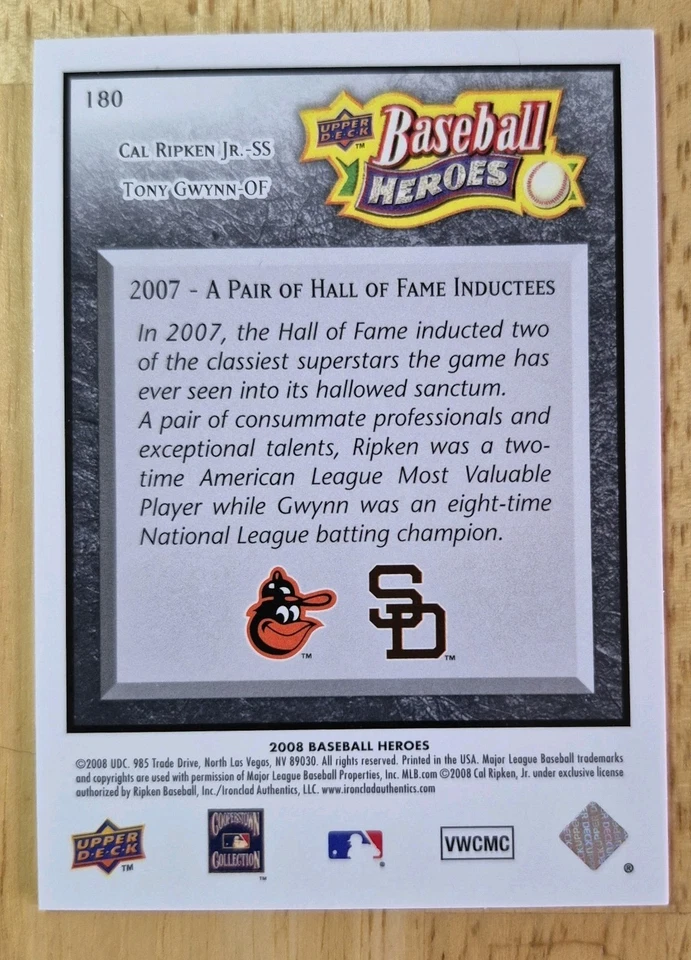 180
UPPER
D·E·C·K
TM
Baseball
HEROES
CAL RIPKEN JR.-SS
TONY GWYNN-OF
2007 - A PAIR OF HALL OF FAME INDUCTEES
In 2007, the Hall of Fame inducted two
of the classiest superstars the game has
ever seen into its hallowed sanctum.
A pair of consummate professionals and
exceptional talents, Ripken was a two-
time American League Most Valuable
Player while Gwynn was an eight-time
National League batting champion.
TM
SD
TM
2008 BASEBALL HEROES
©2008 UDC. 985 Trade Drive, North Las Vegas, NV 89030. All rights reserved. Printed in the USA. Major League Baseball trademarks
and copyrights are used with permission of Major League Baseball Properties, Inc. MLB.com ©2008 Cal Ripken, Jr. under exclusive license
authorized by Ripken Baseball, Inc./Ironclad Authentics, LLC. www.ironcladauthentics.com
UPPER
D·E·C·K
TM
COOPERSTOWN
COLLECTION
TM
®
VWCMC
®